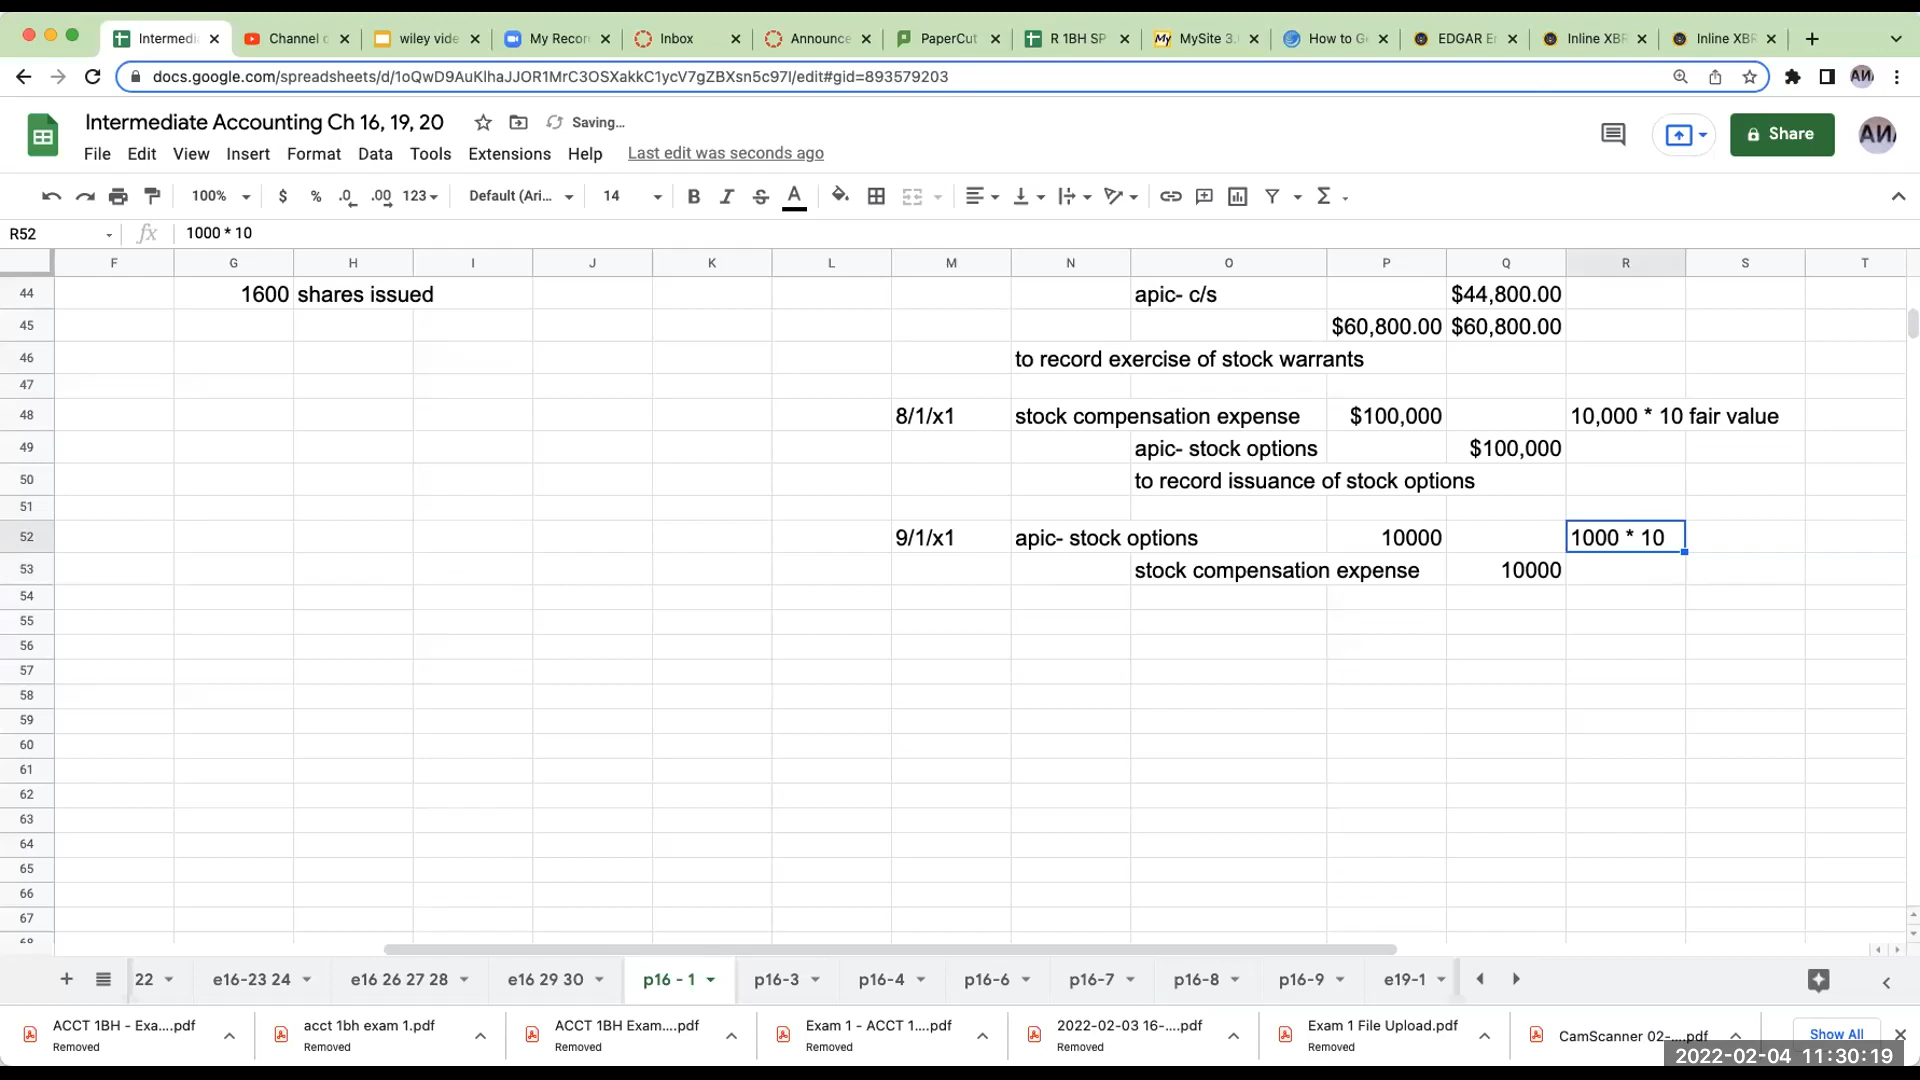 Intermedi
Channel c
wiley vide
My Recor
Inbox
Announce
PaperCut
R 1BH SP
MySite 3.
How to G
EDGAR E
Inline XBR
Inline XBR
docs.google.com/spreadsheets/d/1oQwD9AuKlhaJJOR1MrC3OSXakkC1ycV7gZBXsn5c97I/edit#gid=893579203
Intermediate Accounting Ch 16, 19, 20
Saving...
Share
File Edit View Insert Format Data Tools Extensions Help Last edit was seconds ago
100% $ % .0 .00 123 Default (Ari... 14 B I S A
R52 fx 1000 * 10
F G H I J K L M N O P Q R S T
44 1600 shares issued apic- c/s $44,800.00
45 $60,800.00 $60,800.00
46 to record exercise of stock warrants
47
48 8/1/x1 stock compensation expense $100,000 10,000 * 10 fair value
49 apic- stock options $100,000
50 to record issuance of stock options
51
52 9/1/x1 apic- stock options 10000 1000 * 10
53 stock compensation expense 10000
54
55
56
57
58
59
60
61
62
63
64
65
66
67
68
22 e16-23 24 e16 26 27 28 e16 29 30 p16 - 1 p16-3 p16-4 p16-6 p16-7 p16-8 p16-9 e19-1
ACCT 1BH - Exa....pdf
Removed
acct 1bh exam 1.pdf
Removed
ACCT 1BH Exam....pdf
Removed
Exam 1 - ACCT 1....pdf
Removed
2022-02-03 16-....pdf
Removed
Exam 1 File Upload.pdf
Removed
CamScanner 02-....pdf
Show All
2022-02-04 11:30:19